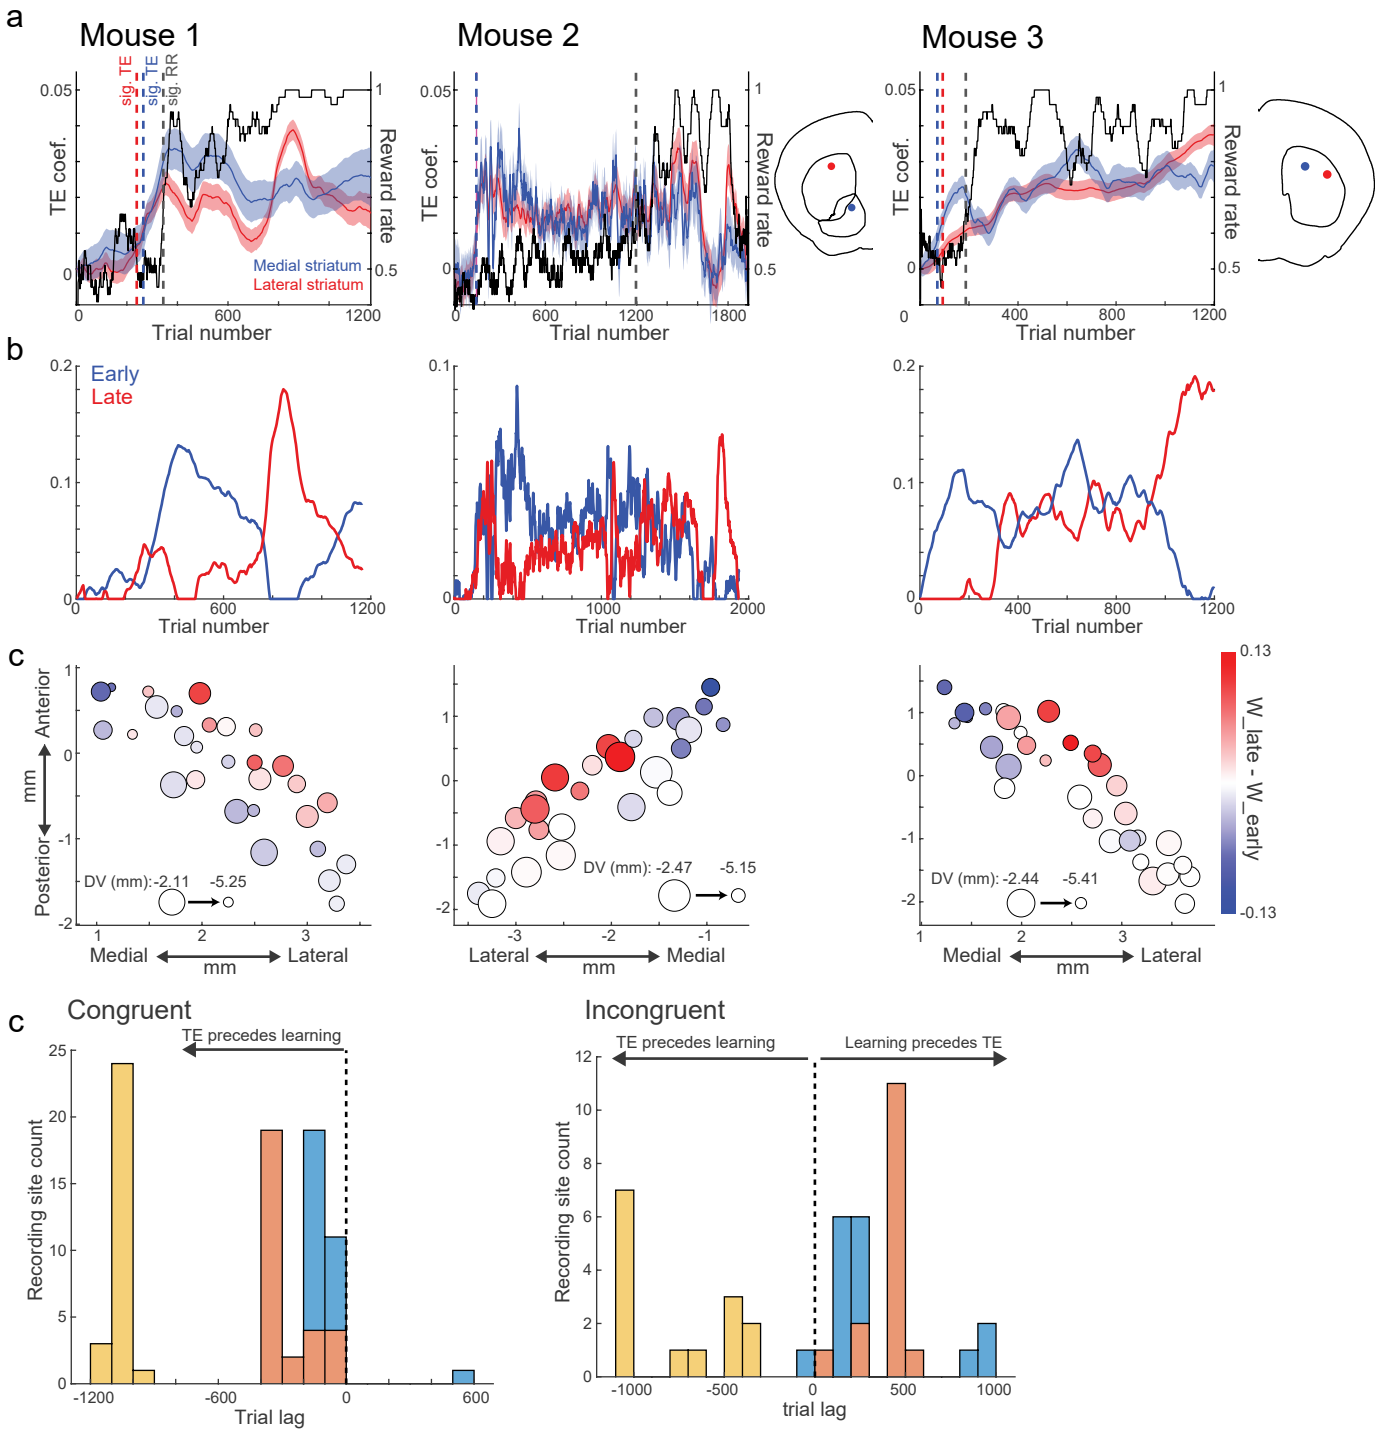 a
Mouse 1
Mouse 2
Mouse 3
sig. TE
sig. TE
sig. RR
0.05
0
TE coef.
1
0.5
Reward rate
Medial striatum
Lateral striatum
0
600
1200
Trial number
0.05
0
TE coef.
1
0.5
Reward rate
0
600
1200
1800
Trial number
0.05
0
TE coef.
1
0.5
Reward rate
0
400
800
1200
Trial number
b
Early
Late
0.2
0.1
0
0
600
1200
Trial number
0.1
0
0
1000
2000
Trial number
0.2
0.1
0
0
400
800
1200
Trial number
c
Anterior
mm
Posterior
1
0
-1
-2
DV (mm):-2.11 -5.25
1
2
3
Medial
Lateral
mm
1
0
-1
-2
DV (mm): -2.47 -5.15
-3
-2
-1
Lateral
Medial
mm
1
0
-1
-2
DV (mm): -2.44 -5.41
1
2
3
Medial
Lateral
mm
0.13
W_late - W_early
-0.13
c
Congruent
TE precedes learning
Recording site count
25
20
15
10
5
0
-1200
-600
0
600
Trial lag
Incongruent
TE precedes learning
Learning precedes TE
Recording site count
12
10
8
6
4
2
0
-1000
-500
0
500
1000
trial lag